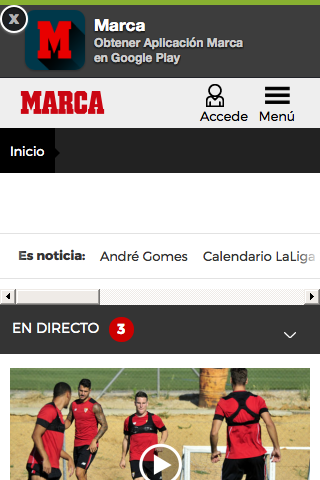 x
Marca
Obtener Aplicación Marca
en Google Play
M
MARCA
Accede
Menú
Inicio
Es noticia:
André Gomes
Calendario LaLiga
EN DIRECTO
3